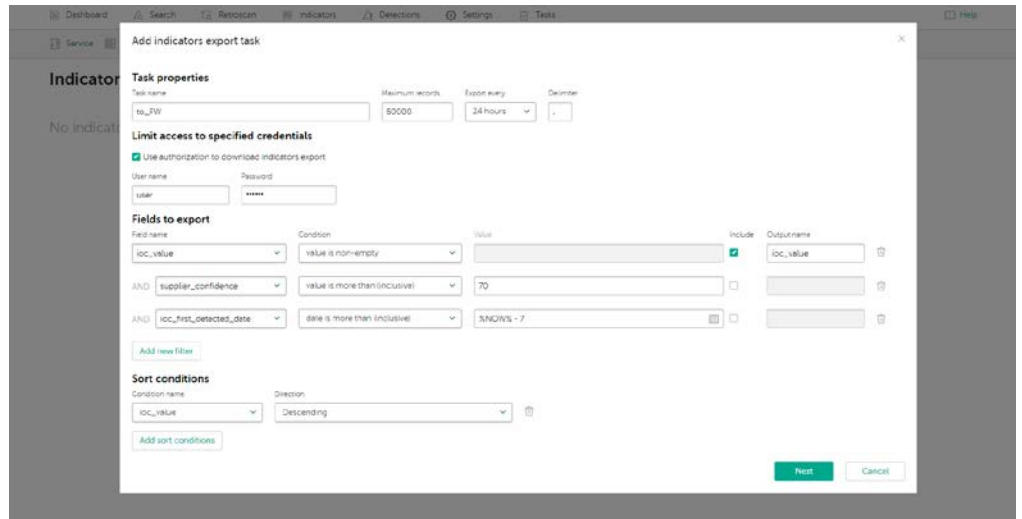 Dashboard Search Retroscan Indicators Detections Settings Tasks Help
Service
Add indicators export task
Indicator
No indicat
Task properties
Task name Maximum records Export every Delimiter
to_FW 50000 24 hours ,
Limit access to specified credentials
Use authorization to download indicators export
User name Password
user ••••••
Fields to export
Field name Condition Value Include Output name
ioc_value value is non-empty ioc_value
AND supplier_confidence value is more than (inclusive) 70
AND ioc_first_detected_date date is more than (inclusive) %NOW% - 7
Add new filter
Sort conditions
Condition name Direction
ioc_value Descending
Add sort conditions
Next Cancel